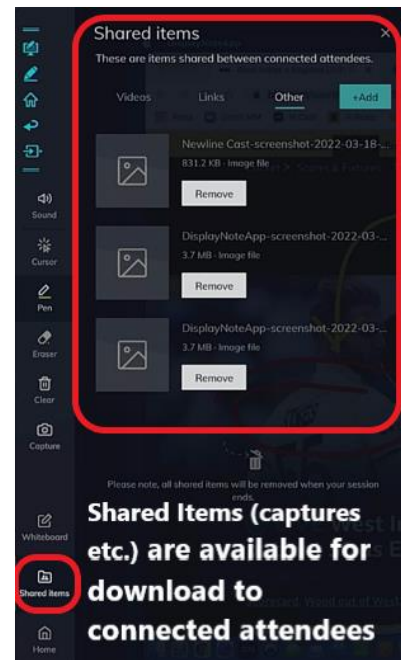 Shared items
These are items shared between connected attendees.
Videos
Links
Other
+Add
Newline Cast-screenshot-2022-03-18-...
831.2 KB · Image file
Remove
DisplayNoteApp-screenshot-2022-03-...
3.7 MB · Image file
Remove
DisplayNoteApp-screenshot-2022-03-...
3.7 MB · Image file
Remove
Sound
Cursor
Pen
Eraser
Clear
Capture
Whiteboard
Shared items
Home
Please note, all shared items will be removed when your session
ends.
Shared Items (captures
etc.) are available for
download to
connected attendees